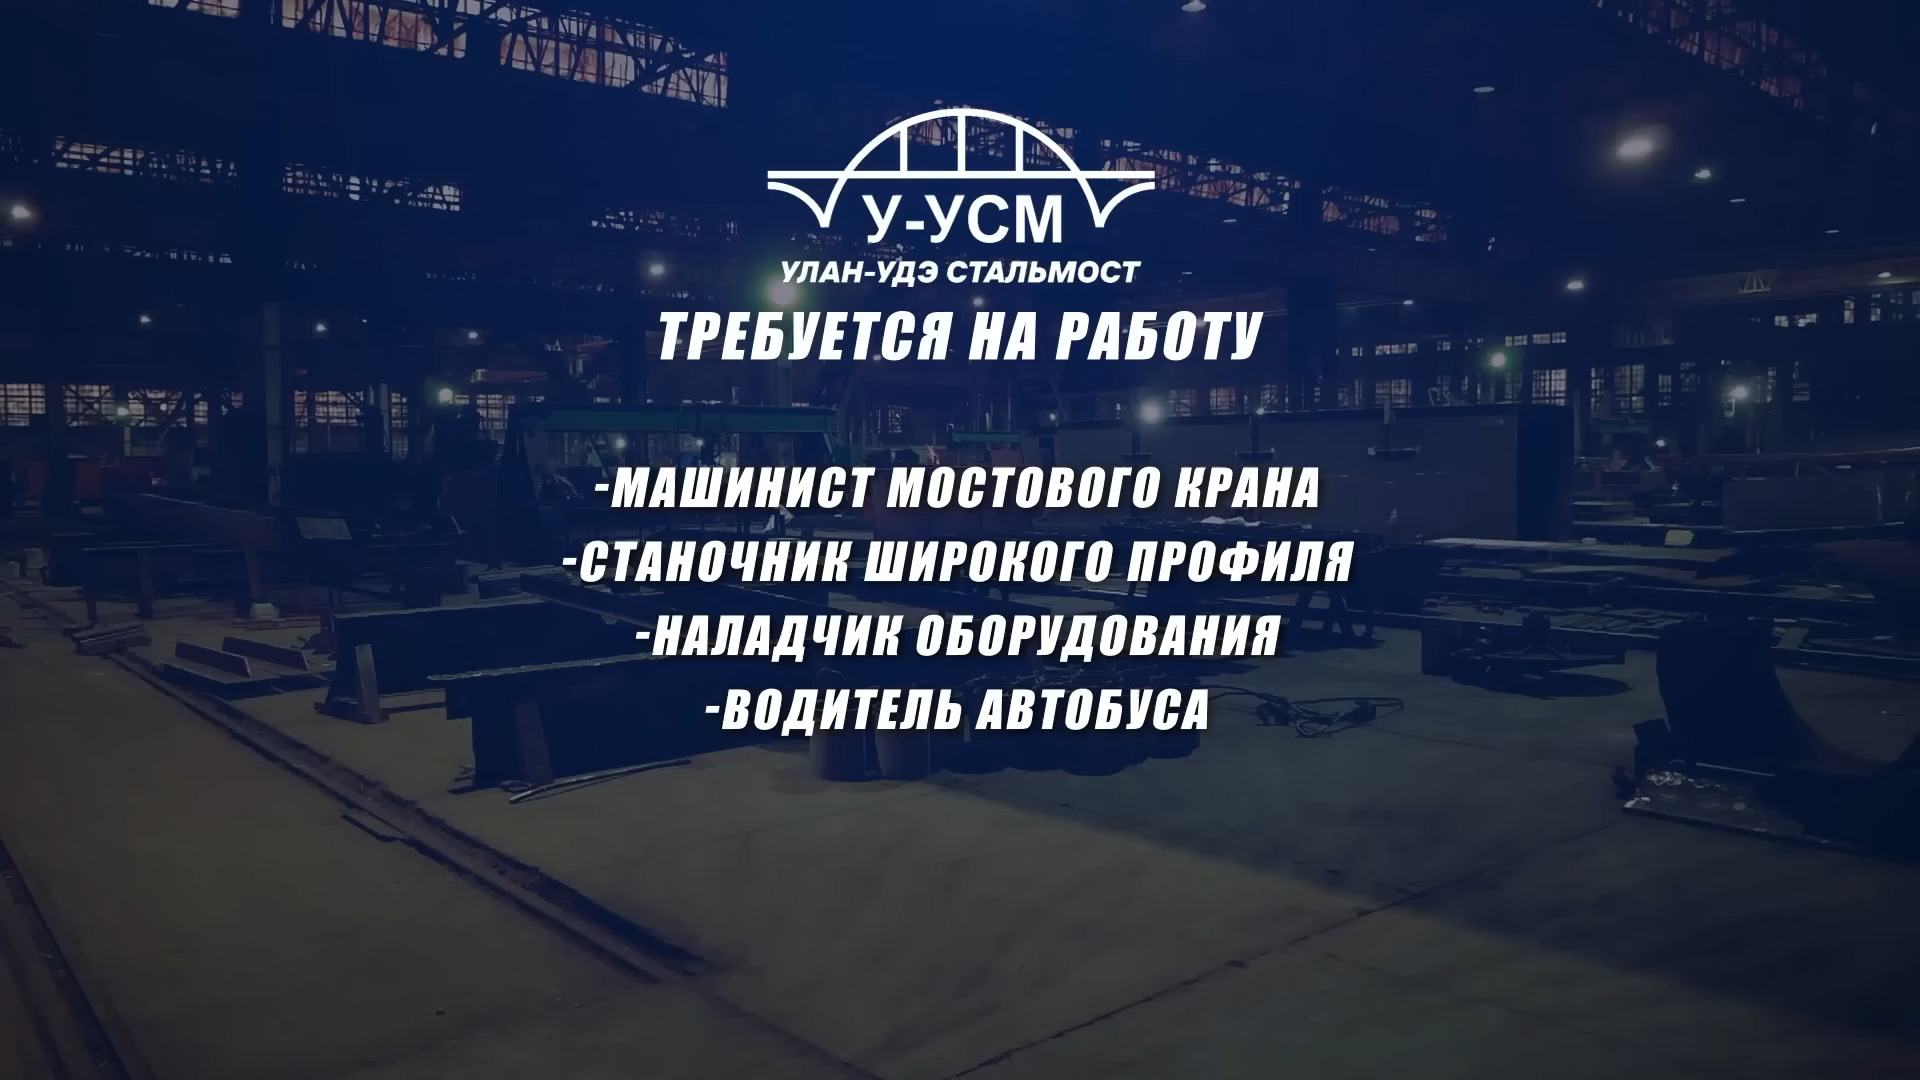 У-УСМ
УЛАН-УДЭ СТАЛЬМОСТ
ТРЕБУЕТСЯ НА РАБОТУ
-МАШИНИСТ МОСТОВОГО КРАНА
-СТАНОЧНИК ШИРОКОГО ПРОФИЛЯ
-НАЛАДЧИК ОБОРУДОВАНИЯ
-ВОДИТЕЛЬ АВТОБУСА